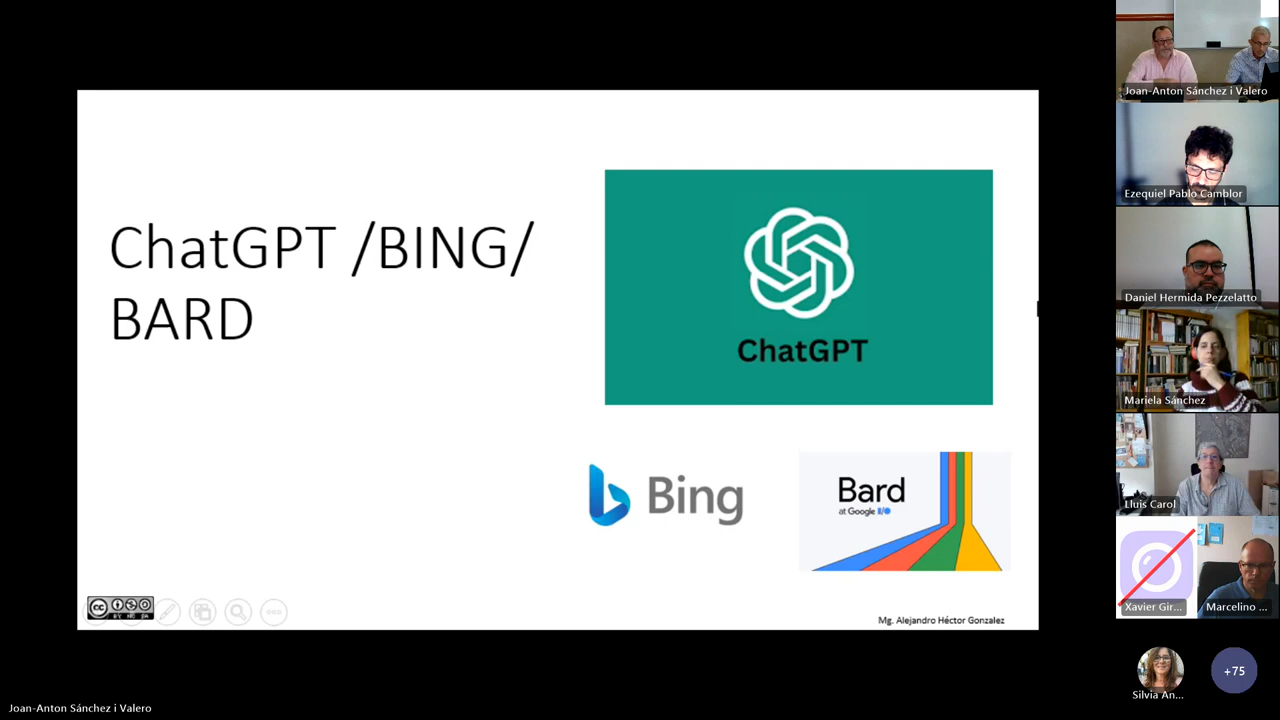 ChatGPT /BING/
BARD
ChatGPT
Bing
Bard
at Google I/O
Mg. Alejandro Héctor Gonzalez
Joan-Anton Sánchez i Valero
Ezequiel Pablo Camblor
Daniel Hermida Pezzelatto
Mariela Sánchez
Lluis Carol
Xavier Gir...
Marcelino ...
Silvia An...
+75
Joan-Anton Sánchez i Valero